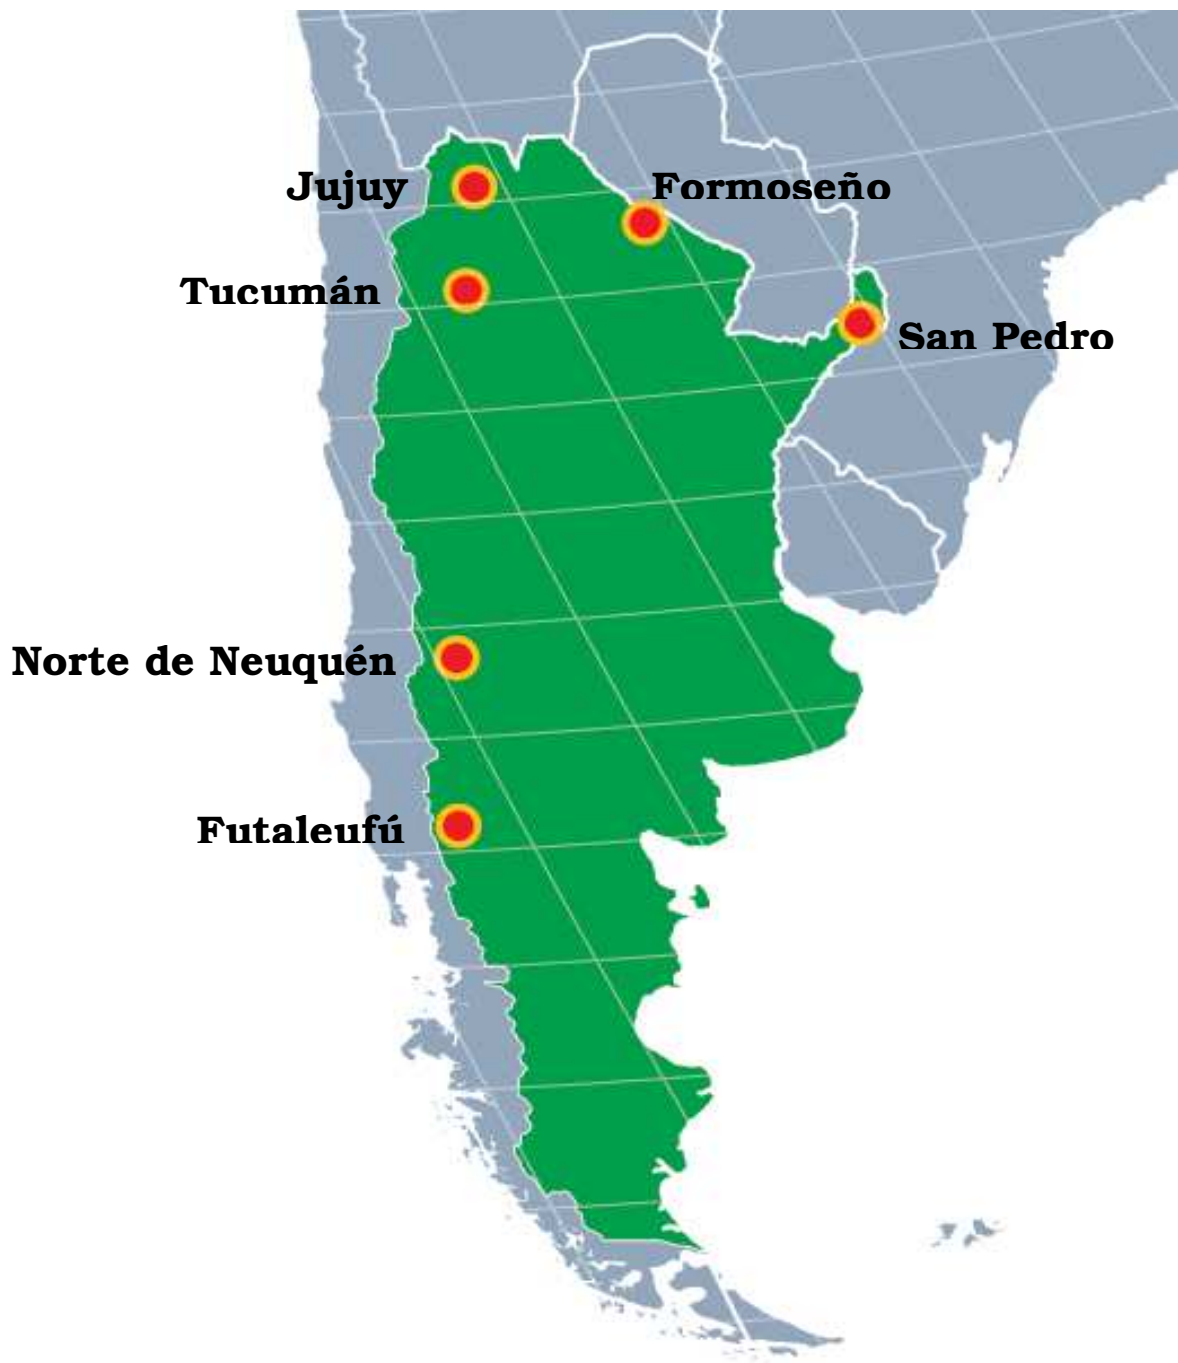 Jujuy
Formoseño
Tucumán
San Pedro
Norte de Neuquén
Futaleufú